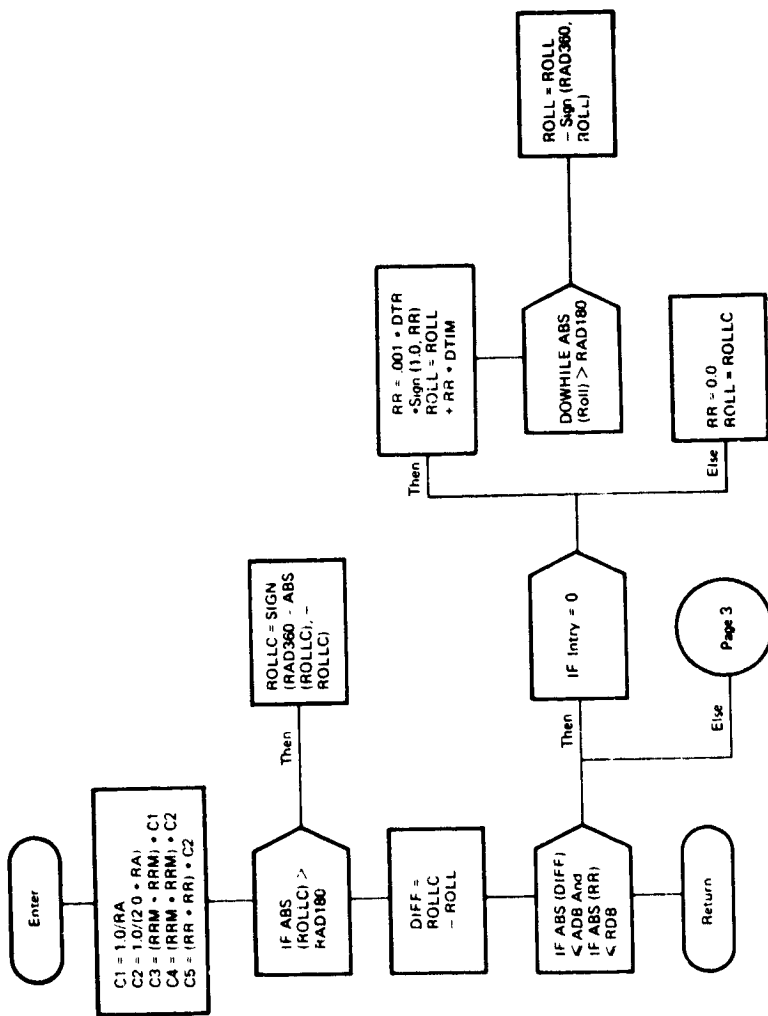 Enter
C1 = 1.0/RA
C2 = 1.0/(2 0 * RA)
C3 = (RRM * RRM) * C1
C4 = (RRM * RRM) * C2
C5 = (RR * RR) * C2
IF ABS
(ROLLC) >
RAD180
Then
ROLLC = SIGN
(RAD360 - ABS
(ROLLC), -
ROLLC)
DIFF =
ROLLC
- ROLL
IF ABS (DIFF)
≤ ADB And
IF ABS (RR)
≤ RDB
Then
IF Intry = 0
Then
RR = .001 * DTR
*Sign (1.0, RR)
ROLL = ROLL
+ RR * DTIM
DOWHILE ABS
(Roll) > RAD180
ROLL = ROLL
- Sign (RAD360,
ROLL)
Else
RR = 0.0
ROLL = ROLLC
Else
Page 3
Return